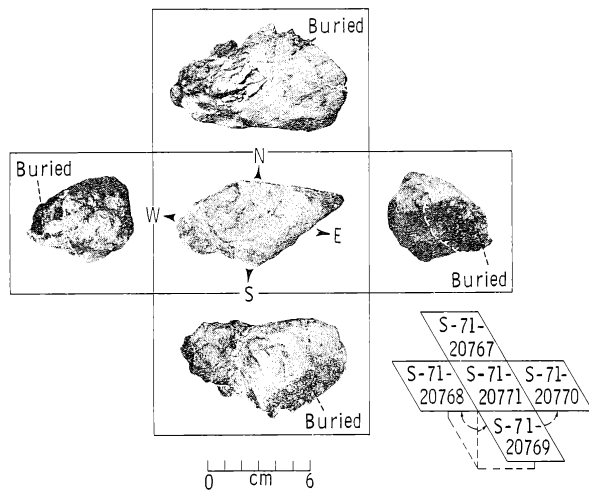 Buried
N
Buried
W
E
Buried
S
Buried
S-71-
20767
S-71-
20768
S-71-
20771
S-71-
20770
S-71-
20769
0 cm 6